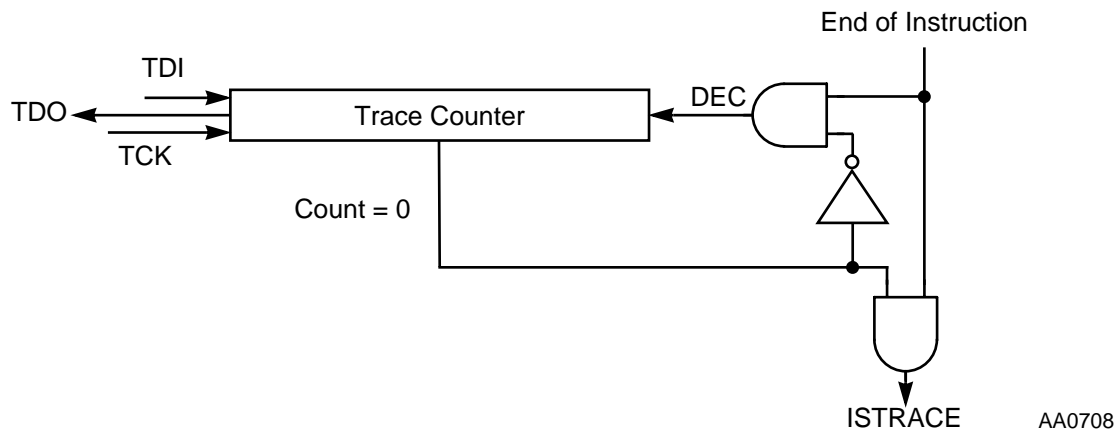 End of Instruction
TDI
TDO
Trace Counter
DEC
TCK
Count = 0
ISTRACE
AA0708